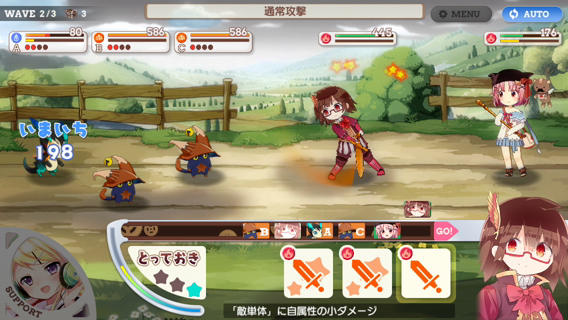 WAVE 2/3
3
通常攻撃
MENU
AUTO
80
A
586
B
586
C
445
176
いまいち
198
B
A
C
GO!
とっておき
SUPPORT
「敵単体」に自属性の小ダメージ